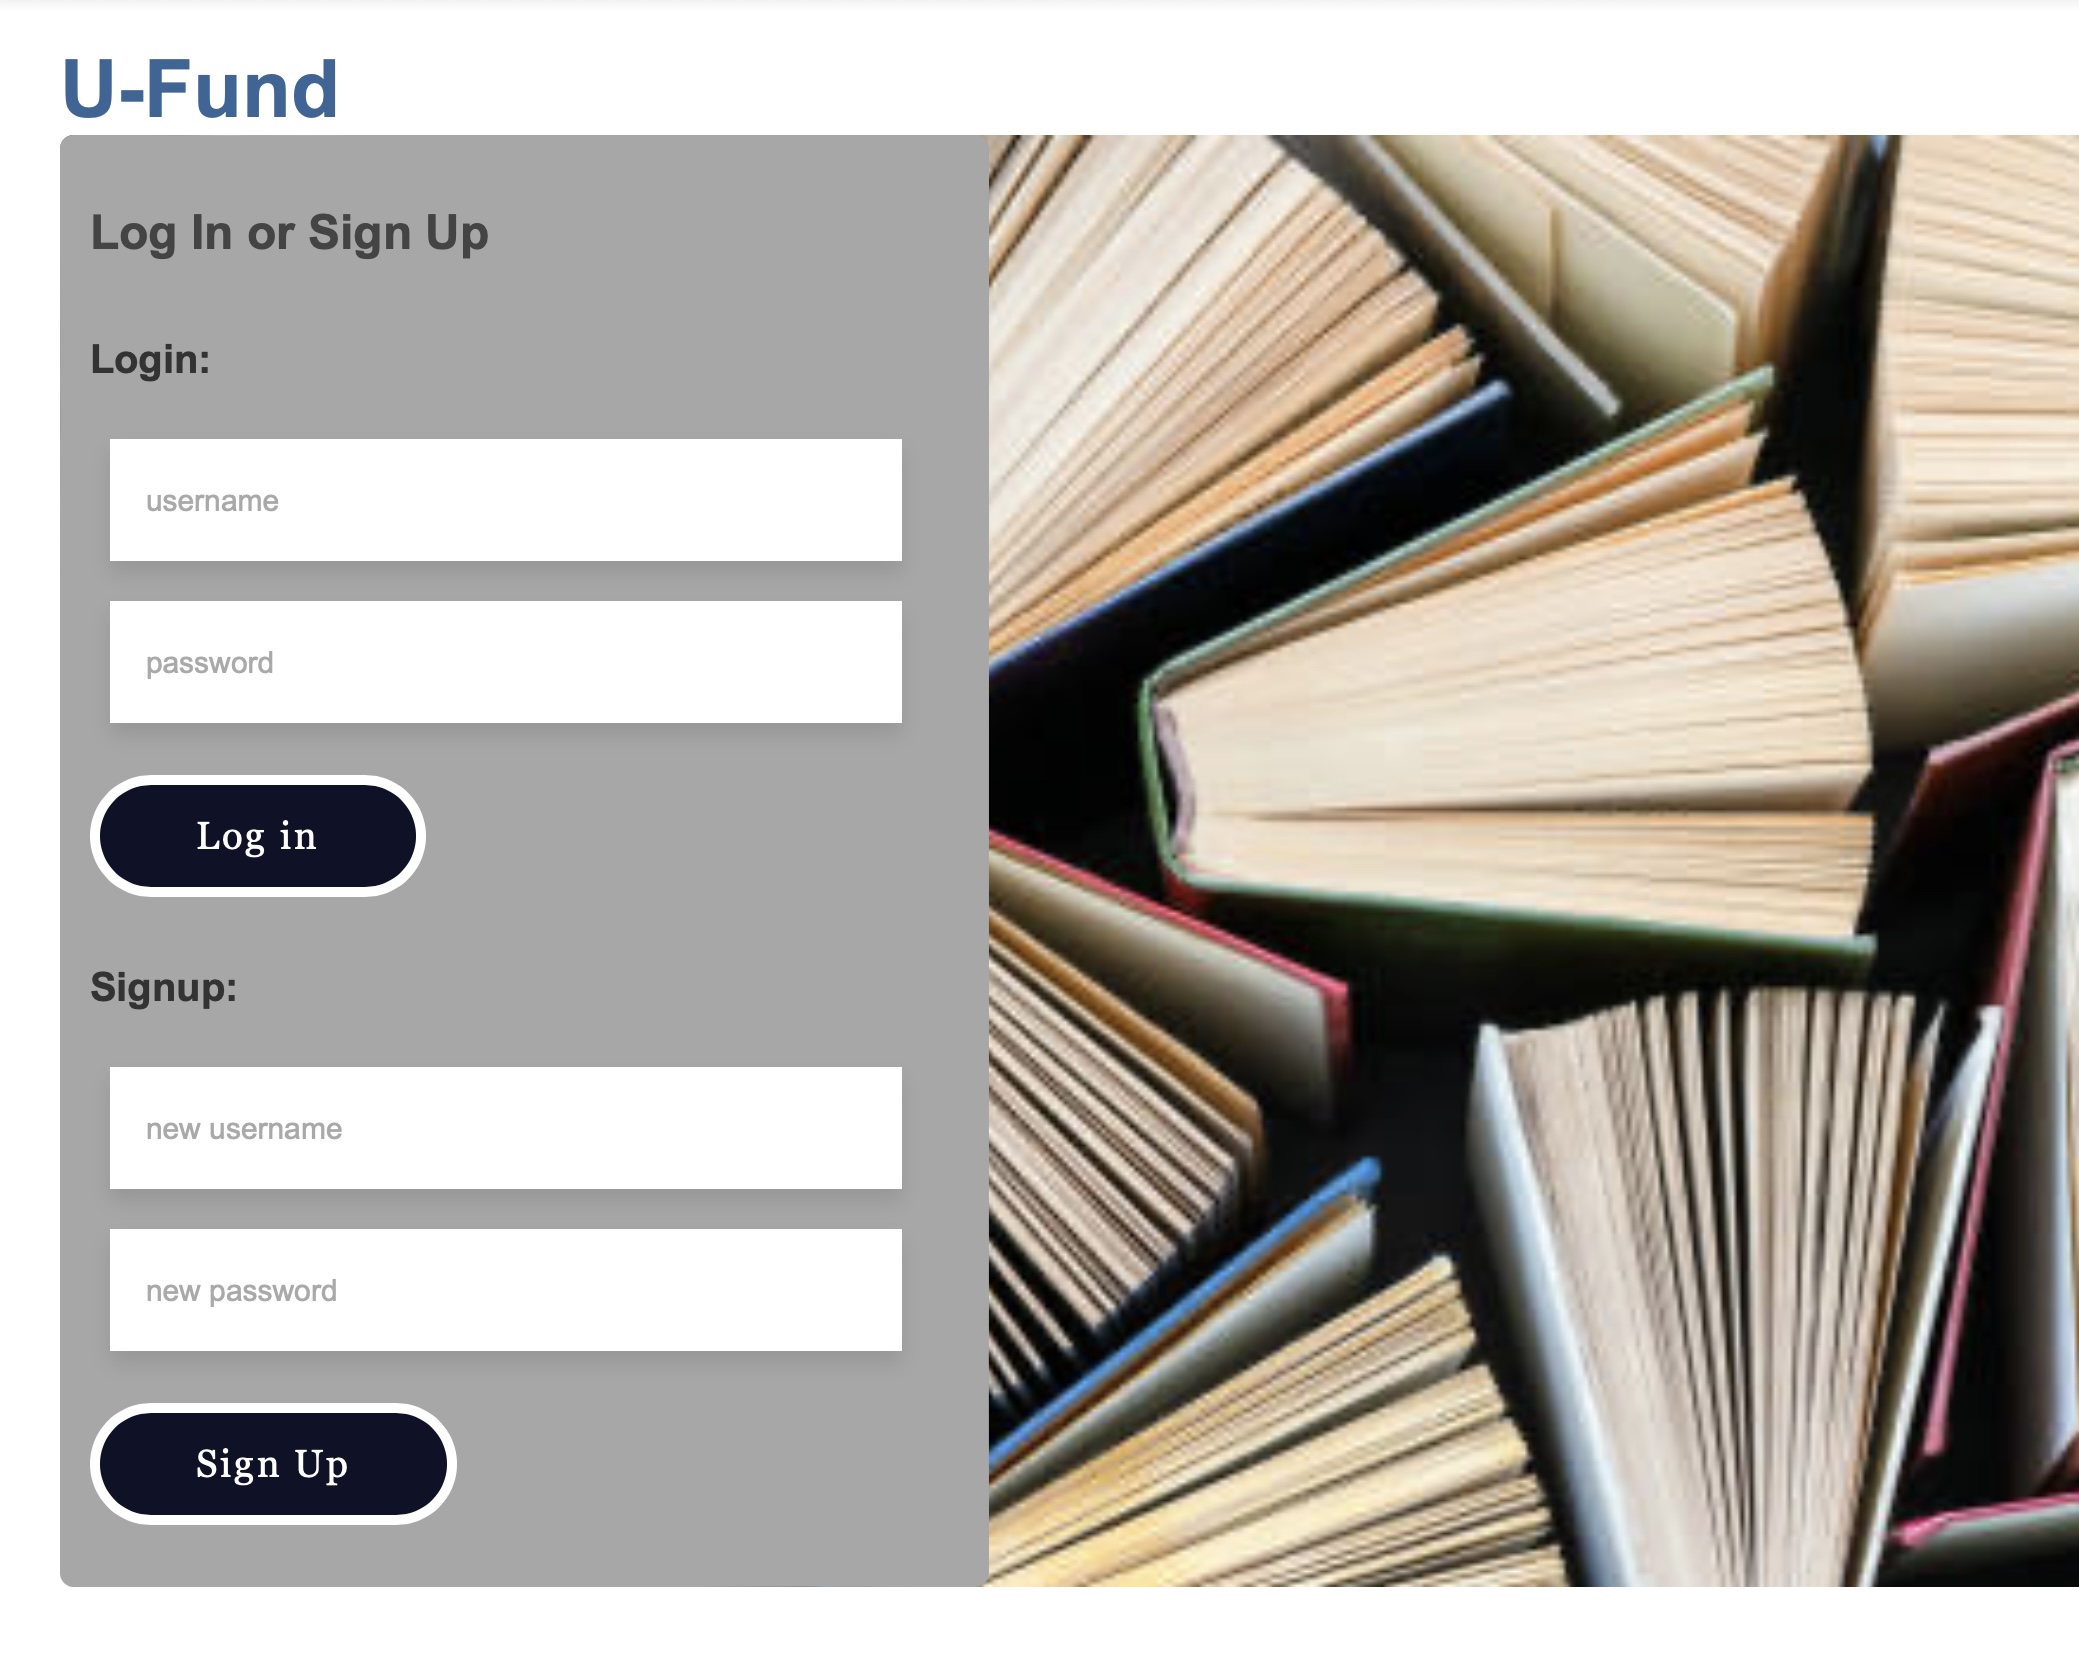 U-Fund
Log In or Sign Up
Login:
username
password
Log in
Signup:
new username
new password
Sign Up